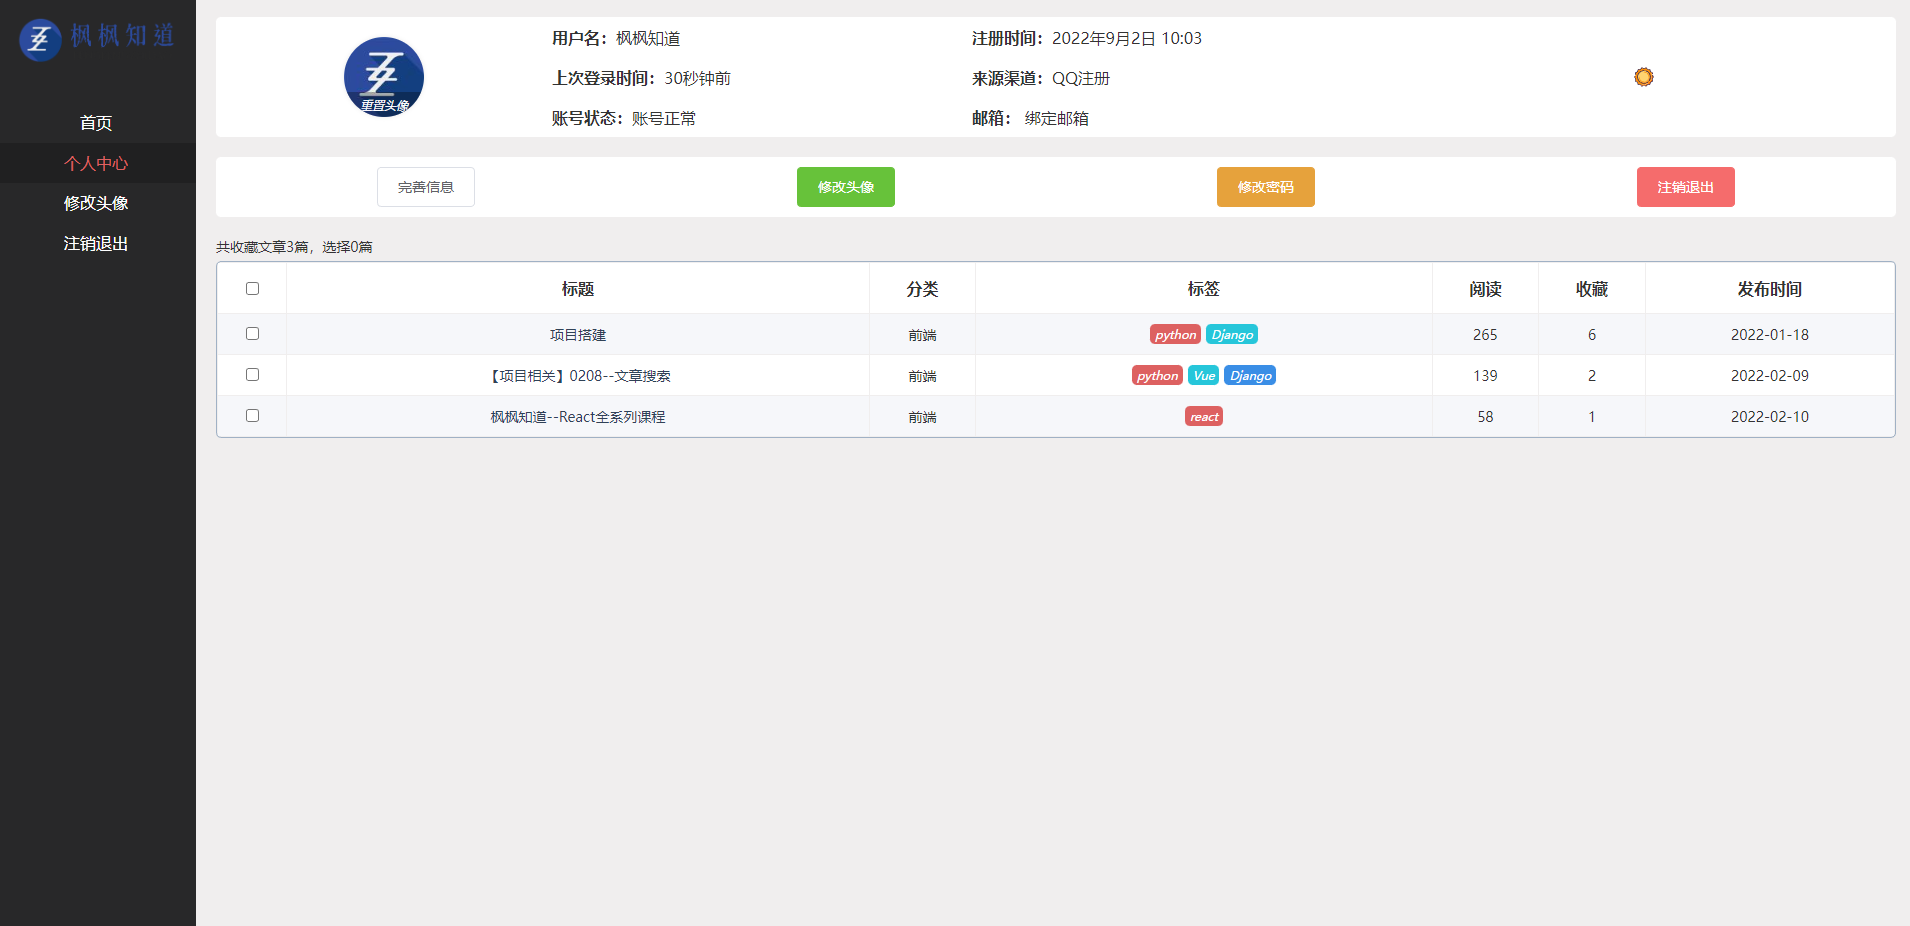 枫枫知道
首页
个人中心
修改头像
注销退出
重置头像
用户名：枫枫知道
注册时间：2022年9月2日 10:03
上次登录时间：30秒钟前
来源渠道：QQ注册
账号状态：账号正常
邮箱： 绑定邮箱
完善信息 修改头像 修改密码 注销退出
共收藏文章3篇，选择0篇
标题 分类 标签 阅读 收藏 发布时间
项目搭建 前端 python Django 265 6 2022-01-18
【项目相关】0208--文章搜索 前端 python Vue Django 139 2 2022-02-09
枫枫知道--React全系列课程 前端 react 58 1 2022-02-10